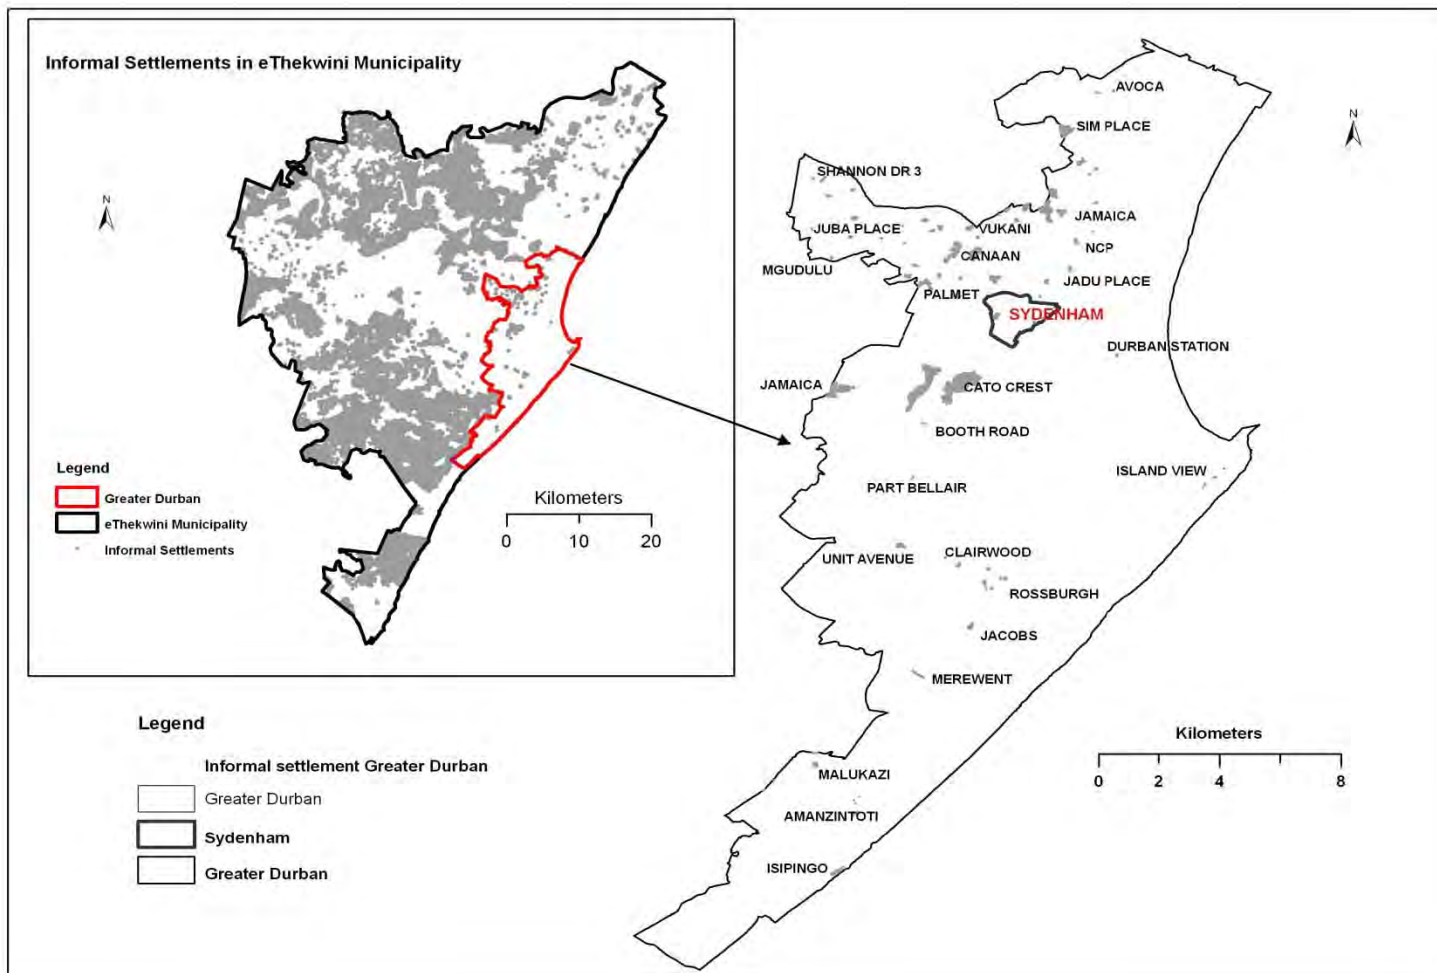 Informal Settlements in eThekwini Municipality
N
Legend
Greater Durban
eThekwini Municipality
Informal Settlements
Kilometers
0 10 20
AVOCA
SIM PLACE
N
SHANNON DR 3
JAMAICA
JUBA PLACE
VUKANI
NCP
CANAAN
MGUDULU
JADU PLACE
PALMET
SYDENHAM
DURBAN STATION
JAMAICA
CATO CREST
BOOTH ROAD
ISLAND VIEW
PART BELLAIR
CLAIRWOOD
UNIT AVENUE
ROSSBURGH
JACOBS
MEREWENT
MALUKAZI
AMANZINTOTI
ISIPINGO
Kilometers
0 2 4 6 8
Legend
Informal settlement Greater Durban
Greater Durban
Sydenham
Greater Durban